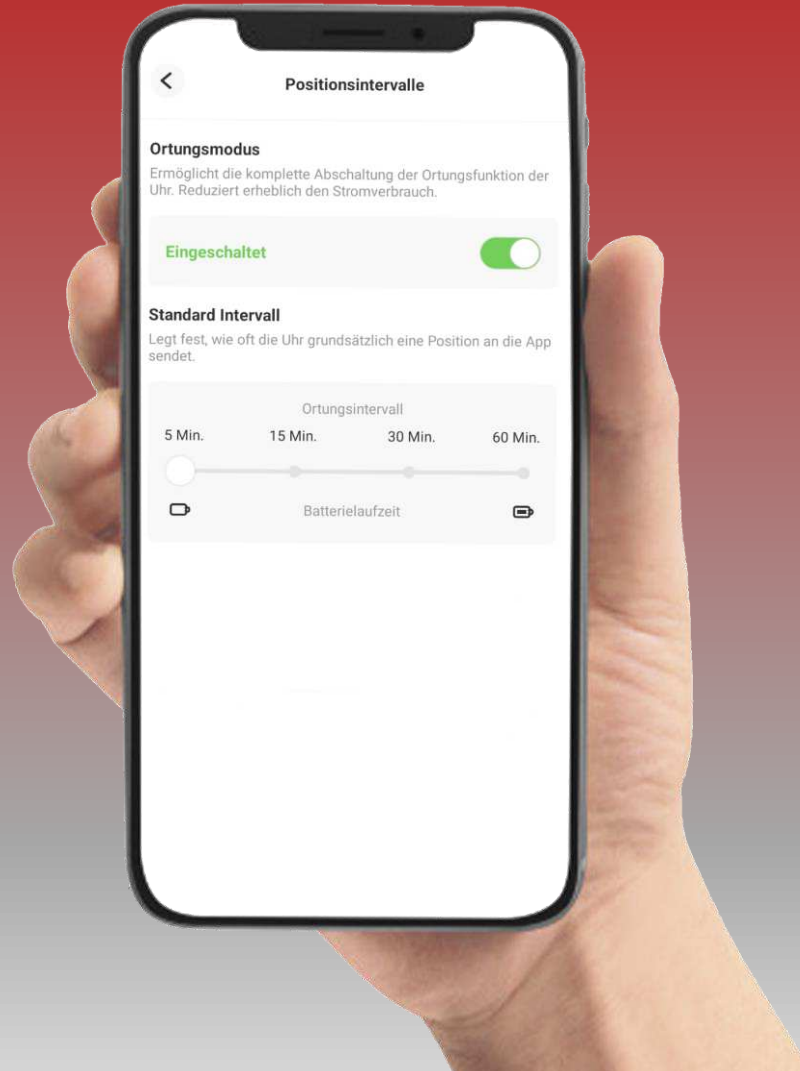 Positionsintervalle
Ortungsmodus
Ermöglicht die komplette Abschaltung der Ortungsfunktion der
Uhr. Reduziert erheblich den Stromverbrauch.
Eingeschaltet
Standard Intervall
Legt fest, wie oft die Uhr grundsätzlich eine Position an die App
sendet.
Ortungsintervall
5 Min. 15 Min. 30 Min. 60 Min.
Batterielaufzeit